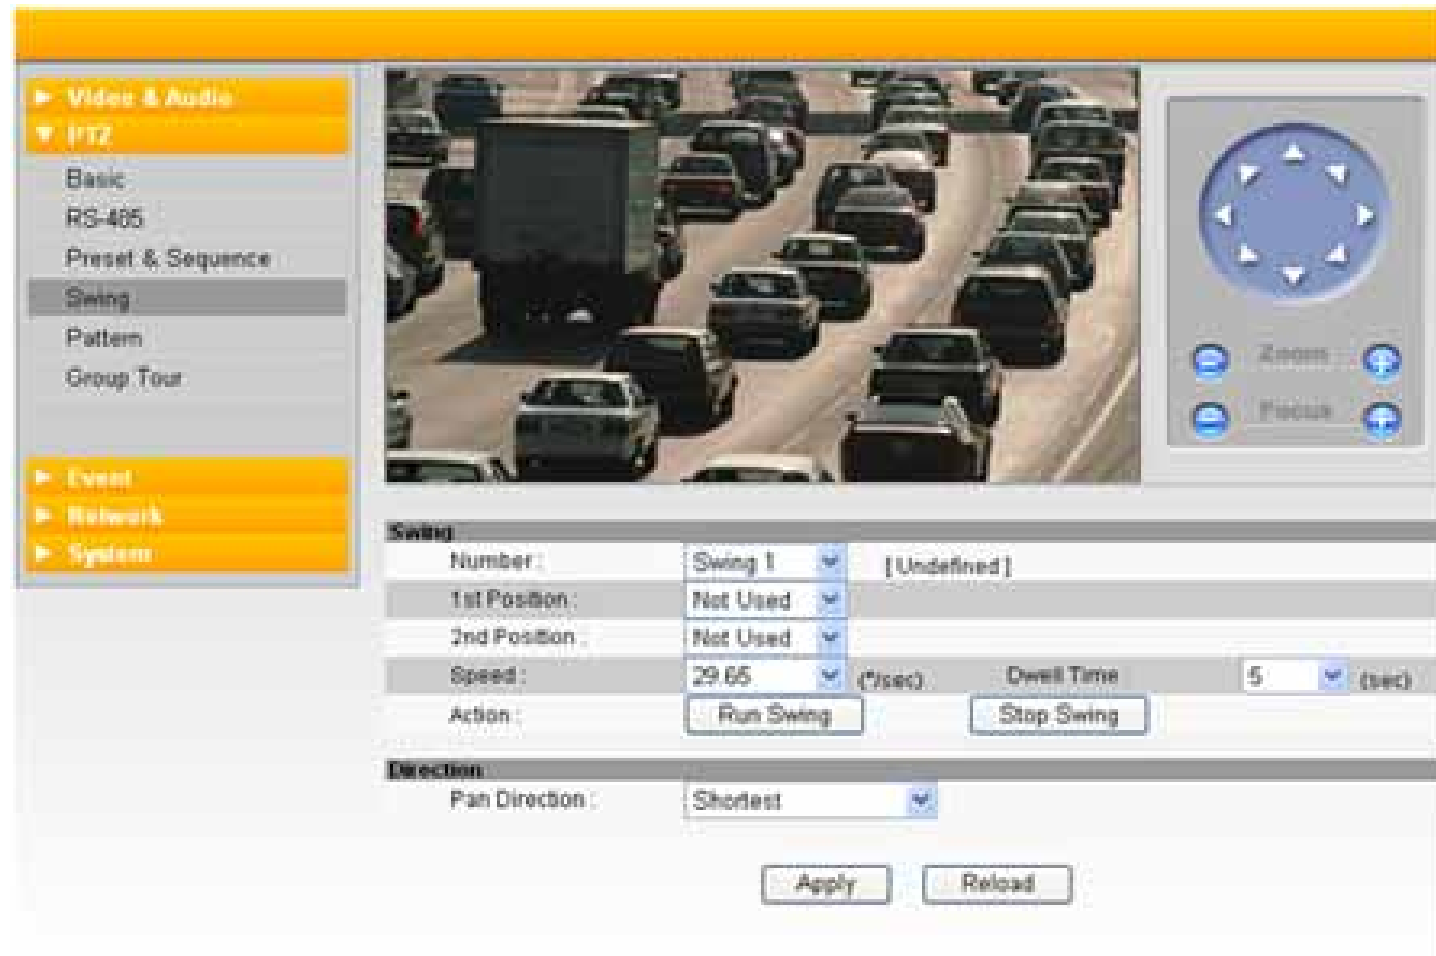 Video & Audio
PTZ
Basic
RS-485
Preset & Sequence
Swing
Pattern
Group Tour
Event
Network
System
Zoom
Focus
Swing
Number : Swing 1 [ Undefined ]
1st Position : Not Used
2nd Position : Not Used
Speed : 29.65 (°/sec) Dwell Time 5 (sec)
Action : Run Swing Stop Swing
Direction
Pan Direction : Shortest
Apply Reload